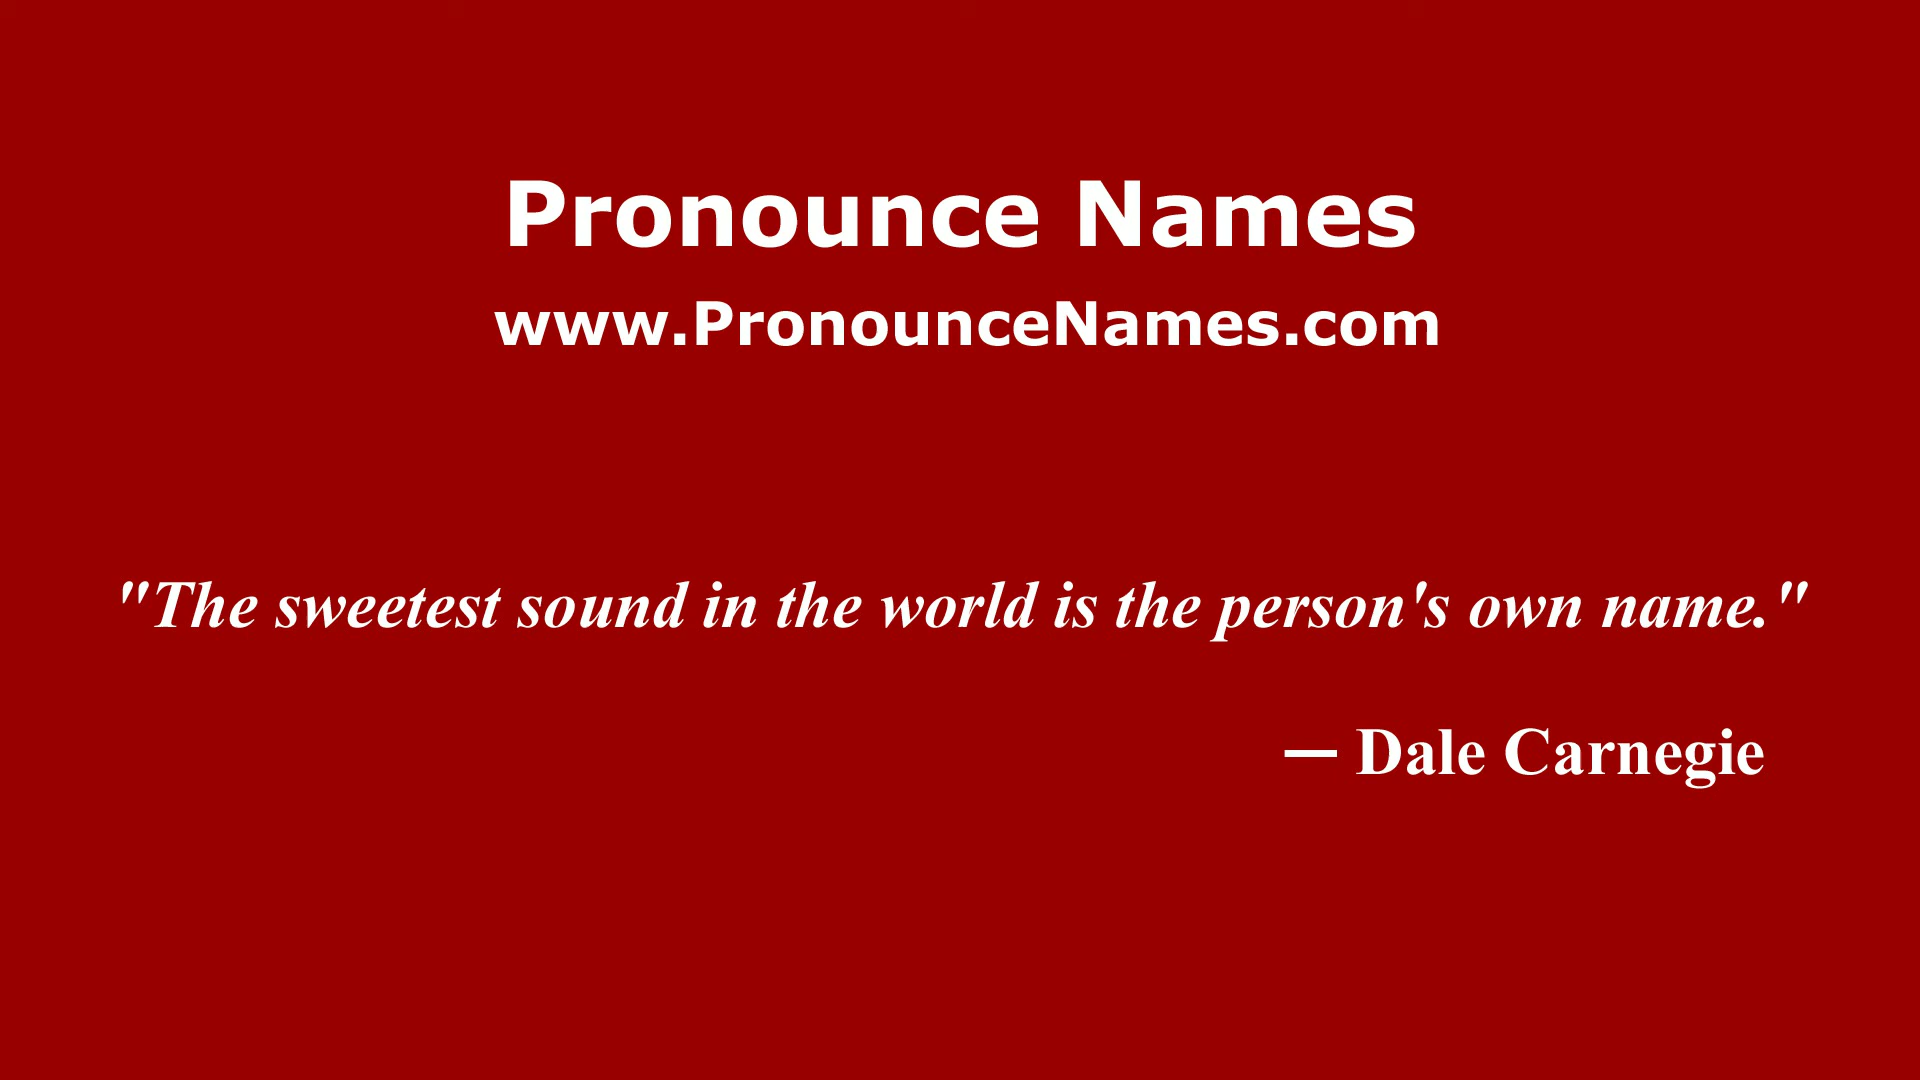 Pronounce Names
www.PronounceNames.com
"The sweetest sound in the world is the person's own name."
— Dale Carnegie